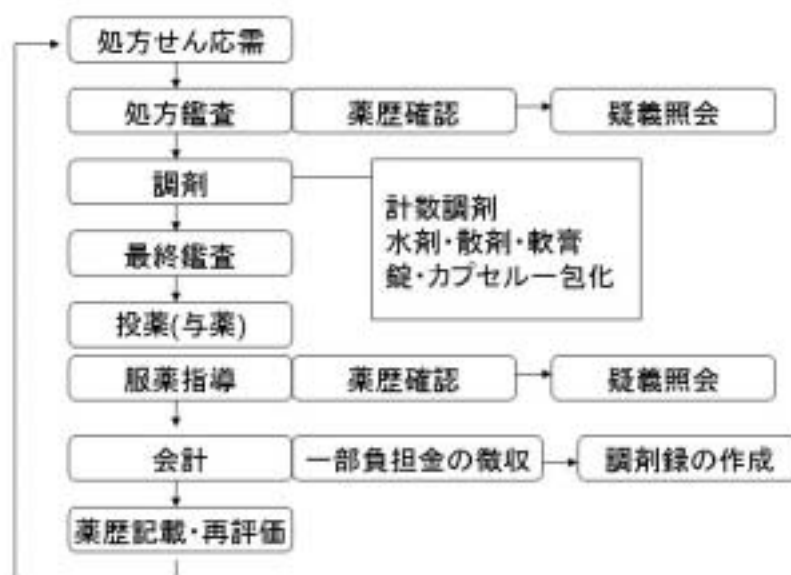 処方せん応需
処方鑑査 薬歴確認 疑義照会
調剤
計数調剤
水剤・散剤・軟膏
錠・カプセル一包化
最終鑑査
投薬(与薬)
服薬指導 薬歴確認 疑義照会
会計 一部負担金の徴収 調剤録の作成
薬歴記載・再評価